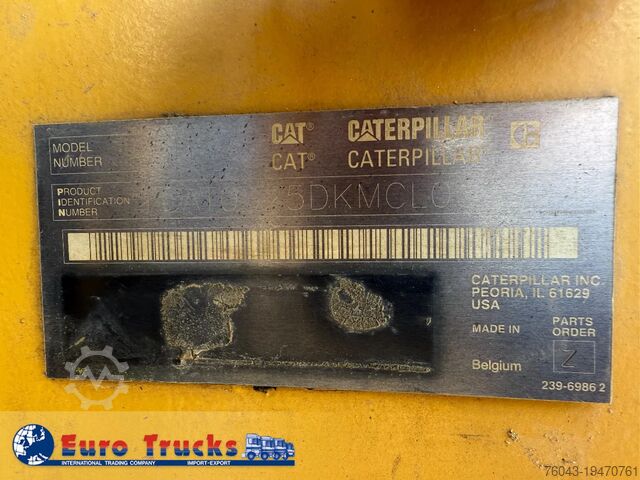 MODEL
NUMBER
CAT® CATERPILLAR®
CAT® CATERPILLAR
PRODUCT
IDENTIFICATION
NUMBER
5DKMCL0
CATERPILLAR INC.
PEORIA, IL 61629
USA
MADE IN
PARTS
ORDER
Belgium
Z
239-6986 2
Euro Trucks
INTERNATIONAL TRADING COMPANY IMPORT-EXPORT
76043-19470761